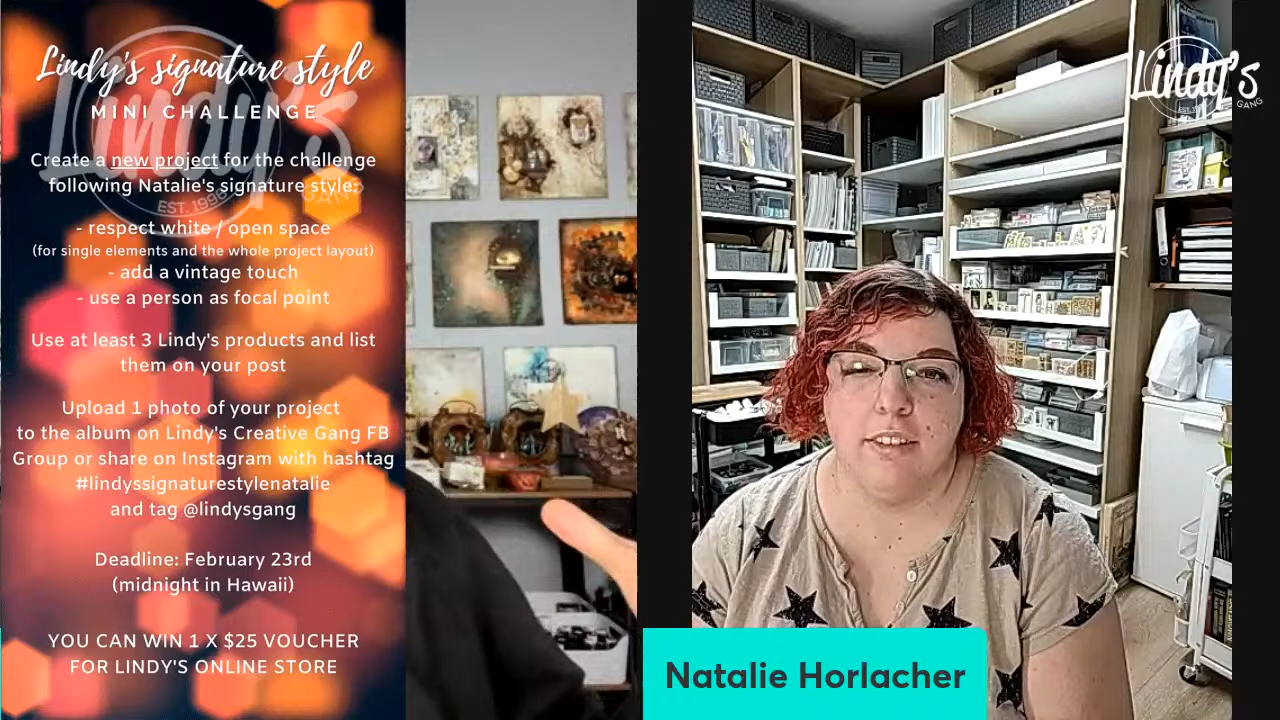 Lindy's signature style
MINI CHALLENGE
Create a new project for the challenge
following Natalie's signature style:
- respect white / open space
(for single elements and the whole project layout)
- add a vintage touch
- use a person as focal point
Use at least 3 Lindy's products and list
them on your post
Upload 1 photo of your project
to the album on Lindy's Creative Gang FB
Group or share on Instagram with hashtag
#lindyssignaturestylenatalie
and tag @lindysgang
Deadline: February 23rd
(midnight in Hawaii)
YOU CAN WIN 1 X $25 VOUCHER
FOR LINDY'S ONLINE STORE
Lindy's
GANG
EST. 1996
Lindy's
GANG
Natalie Horlacher